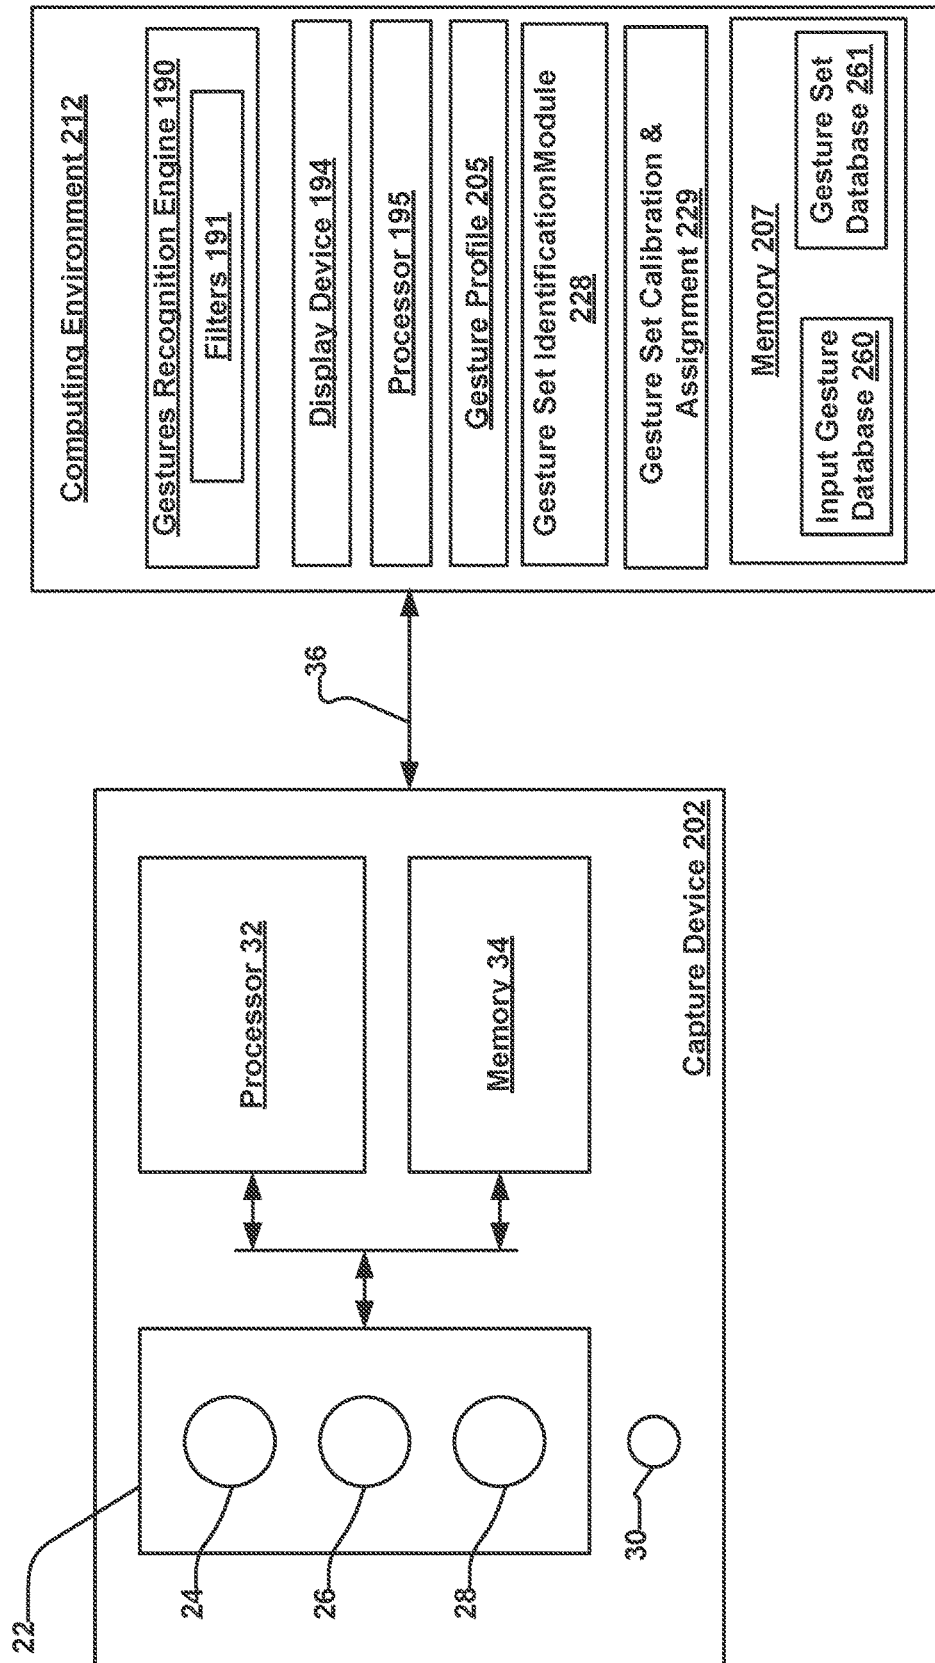 22
24
26
28
30
Processor 32
Memory 34
Capture Device 202
36
Computing Environment 212
Gestures Recognition Engine 190
Filters 191
Display Device 194
Processor 195
Gesture Profile 205
Gesture Set IdentificationModule
228
Gesture Set Calibration &
Assignment 229
Memory 207
Input Gesture
Database 260
Gesture Set
Database 261